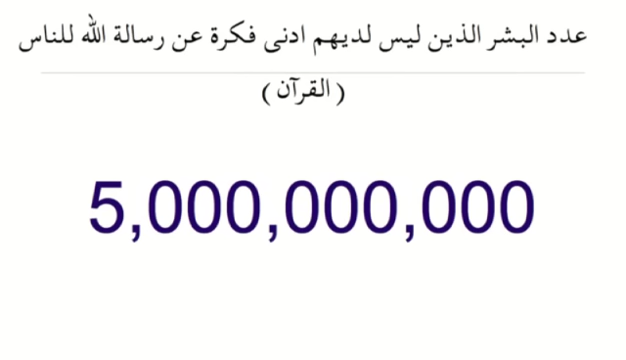 عدد البشر الذين ليس لديهم ادنى فكرة عن رسالة الله للناس
( القرآن )
5,000,000,000